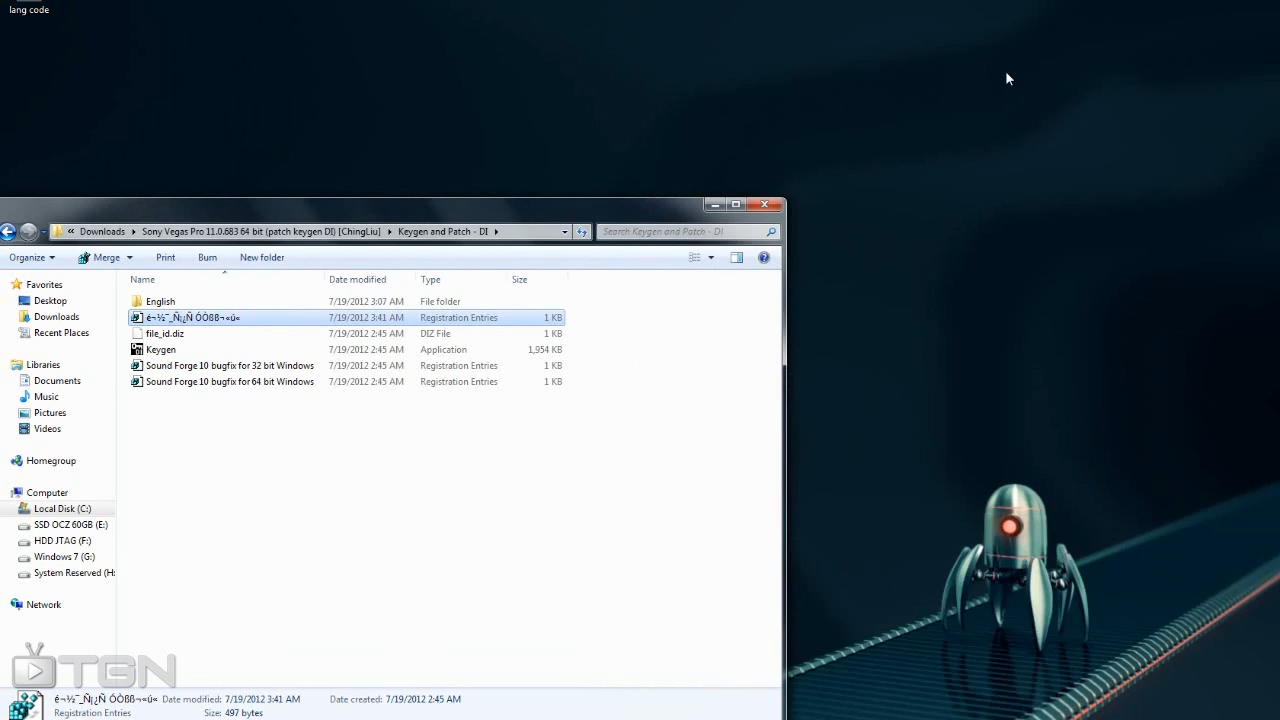 lang code
« Downloads Sony Vegas Pro 11.0.683 64 bit (patch keygen DI) [ChingLiu] Keygen and Patch - DI Search Keygen and Patch - DI
Organize Merge Print Burn New folder
Name Date modified Type Size
Favorites
Desktop
Downloads
Recent Places
Libraries
Documents
Music
Pictures
Videos
Homegroup
Computer
Local Disk (C:)
SSD OCZ 60GB (E:)
HDD JTAG (F:)
Windows 7 (G:)
System Reserved (H:
Network
English 7/19/2012 3:07 AM File folder
7/19/2012 3:41 AM Registration Entries 1 KB
file_id.diz 7/19/2012 2:45 AM DIZ File 1 KB
Keygen 7/19/2012 2:45 AM Application 1,954 KB
Sound Forge 10 bugfix for 32 bit Windows 7/19/2012 2:45 AM Registration Entries 1 KB
Sound Forge 10 bugfix for 64 bit Windows 7/19/2012 2:45 AM Registration Entries 1 KB
TGN
Date modified: 7/19/2012 3:41 AM Date created: 7/19/2012 2:45 AM
Registration Entries Size: 497 bytes